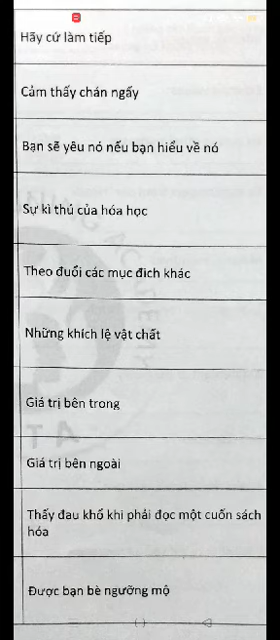 Hãy cứ làm tiếp
Cảm thấy chán ngấy
Bạn sẽ yêu nó nếu bạn hiểu về nó
Sự kì thú của hóa học
Theo đuổi các mục đích khác
Những khích lệ vật chất
Giá trị bên trong
Giá trị bên ngoài
Thấy đau khổ khi phải đọc một cuốn sách
hóa
Được bạn bè ngưỡng mộ